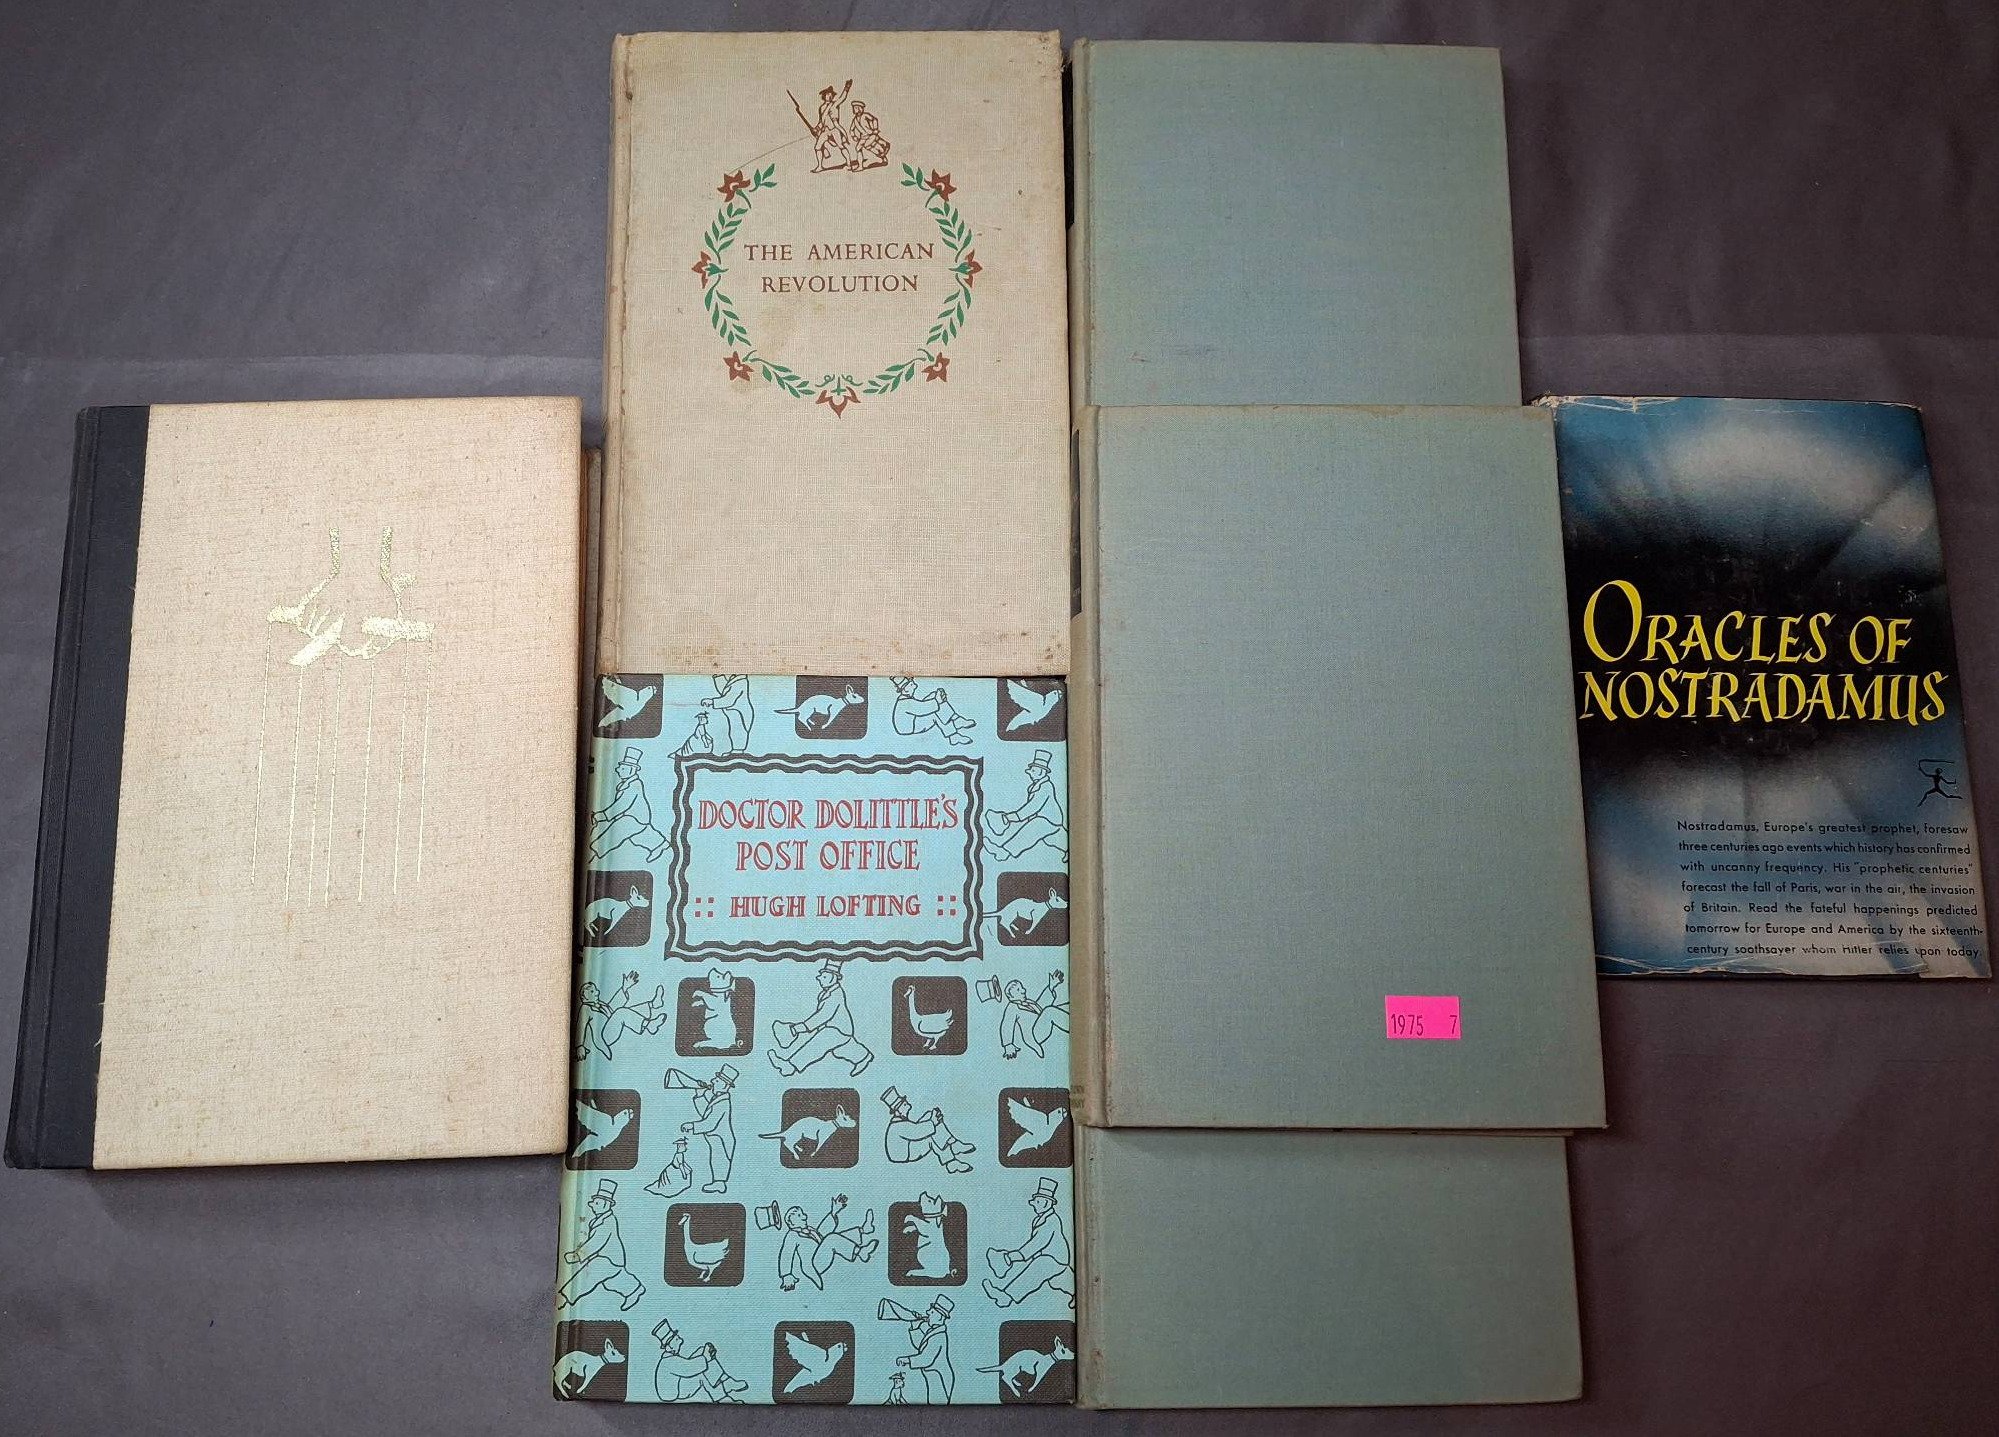 THE AMERICAN
REVOLUTION
DOCTOR DOLITTLE'S
POST OFFICE
:: HUGH LOFTING ::
1975 7
ORACLES OF
NOSTRADAMUS
Nostradamus, Europe's greatest prophet, foresaw
three centuries ago events which history has confirmed
with uncanny frequency. His "prophetic centuries"
forecast the fall of Paris, war in the air, the invasion
of Britain. Read the fateful happenings predicted
tomorrow for Europe and America by the sixteenth-
century soothsayer whom Hitler relies upon today